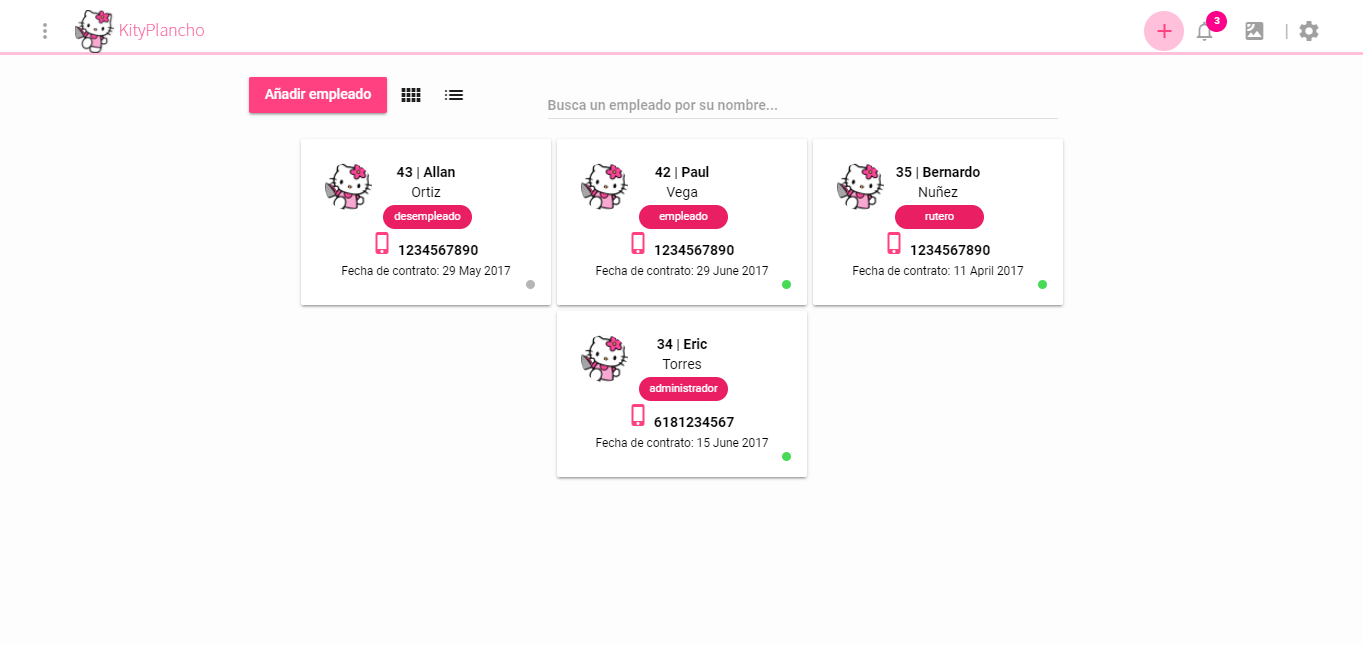 KityPlancho
3
|
Añadir empleado
Busca un empleado por su nombre...
43 | Allan
Ortiz
desempleado
1234567890
Fecha de contrato: 29 May 2017
42 | Paul
Vega
empleado
1234567890
Fecha de contrato: 29 June 2017
35 | Bernardo
Nuñez
rutero
1234567890
Fecha de contrato: 11 April 2017
34 | Eric
Torres
administrador
6181234567
Fecha de contrato: 15 June 2017